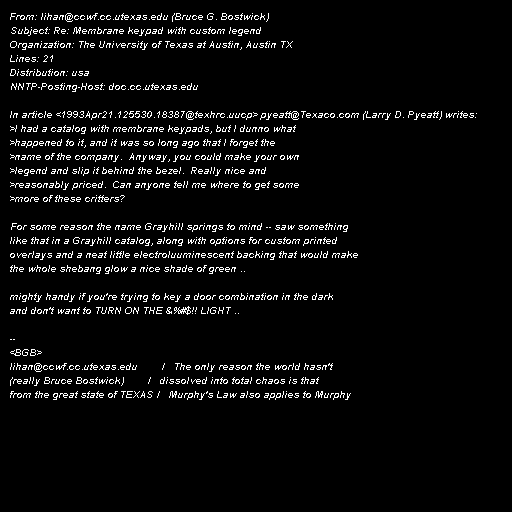 From: lihan@ccwf.cc.utexas.edu (Bruce G. Bostwick)
Subject: Re: Membrane keypad with custom legend
Organization: The University of Texas at Austin, Austin TX
Lines: 21
Distribution: usa
NNTP-Posting-Host: doc.cc.utexas.edu

In article <1993Apr21.125530.18387@texhrc.uucp> pyeatt@Texaco.com (Larry D. Pyeatt) writes:
>I had a catalog with membrane keypads, but I dunno what
>happened to it, and it was so long ago that I forget the
>name of the company.  Anyway, you could make your own
>legend and slip it behind the bezel.  Really nice and
>reasonably priced.  Can anyone tell me where to get some
>more of these critters?

For some reason the name Grayhill springs to mind -- saw something
like that in a Grayhill catalog, along with options for custom printed
overlays and a neat little electroluuminescent backing that would make
the whole shebang glow a nice shade of green ..

mighty handy if you're trying to key a door combination in the dark
and don't want to TURN ON THE &%#$!! LIGHT ..

--
<BGB>
lihan@ccwf.cc.utexas.edu        /   The only reason the world hasn't
(really Bruce Bostwick)        /   dissolved into total chaos is that
from the great state of TEXAS /   Murphy's Law also applies to Murphy